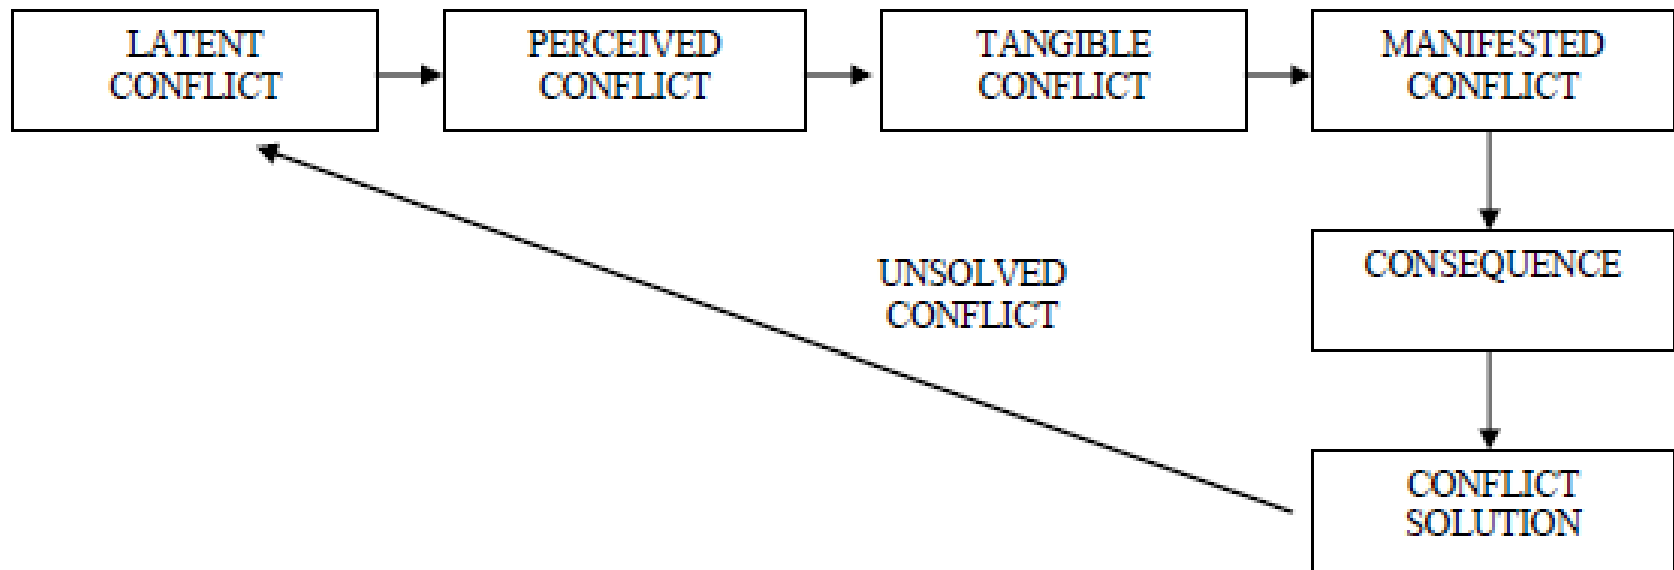 LATENT
CONFLICT
PERCEIVED
CONFLICT
TANGIBLE
CONFLICT
MANIFESTED
CONFLICT
CONSEQUENCE
UNSOLVED
CONFLICT
CONFLICT
SOLUTION